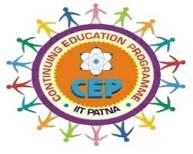 CONTINUING EDUCATION PROGRAMME
CEP
IIT PATNA